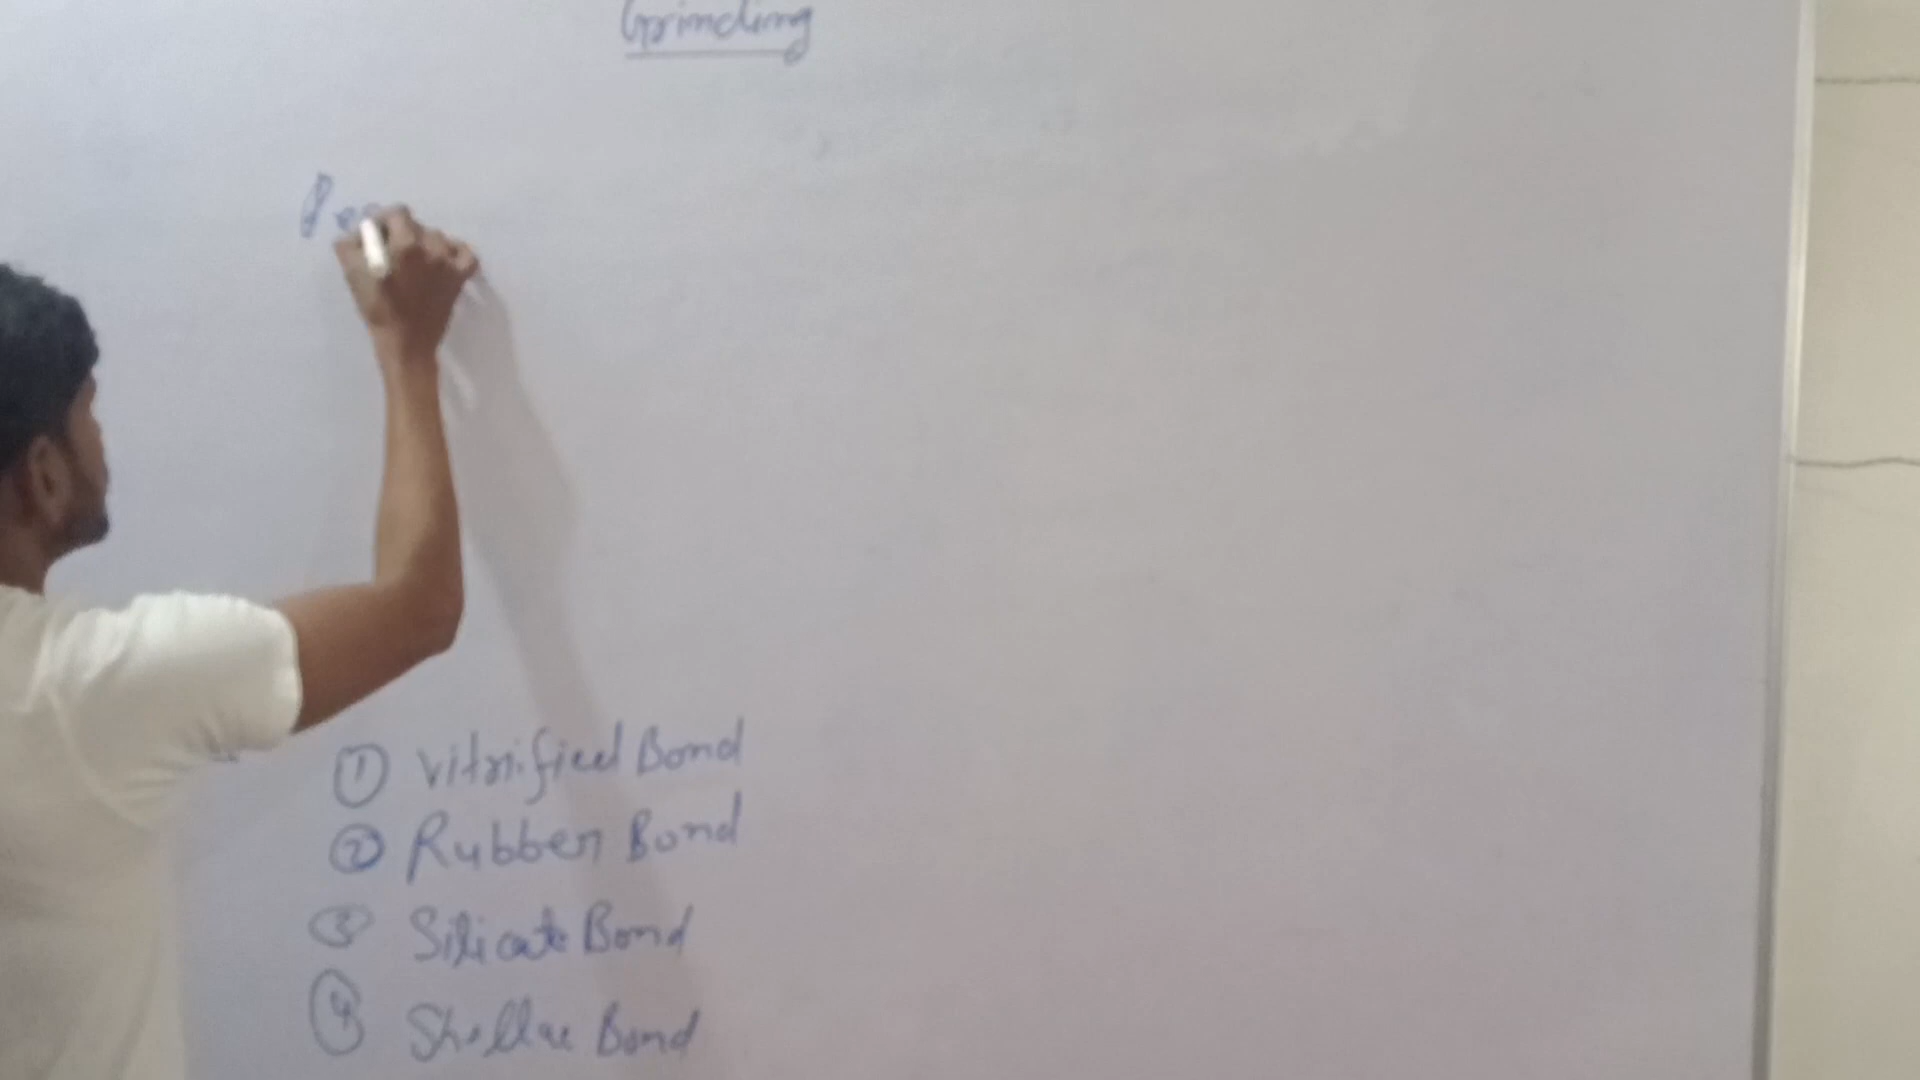 Grinding
① Vitrified Bond
② Rubber Bond
③ Silicate Bond
④ Shellac Bond